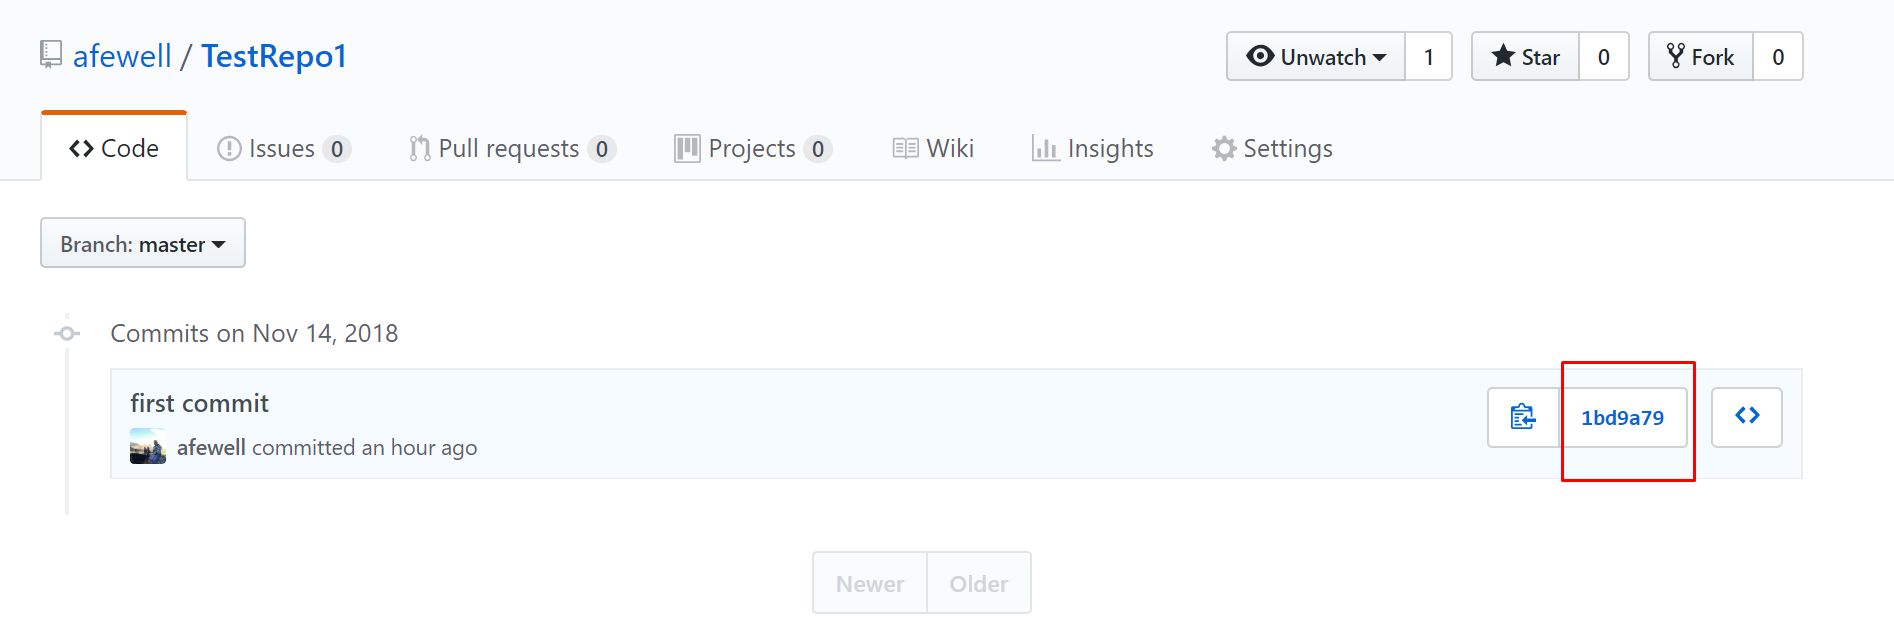 afewell / TestRepo1
Unwatch 1 Star 0 Fork 0
Code Issues 0 Pull requests 0 Projects 0 Wiki Insights Settings
Branch: master
Commits on Nov 14, 2018
first commit
1bd9a79
afewell committed an hour ago
Newer Older